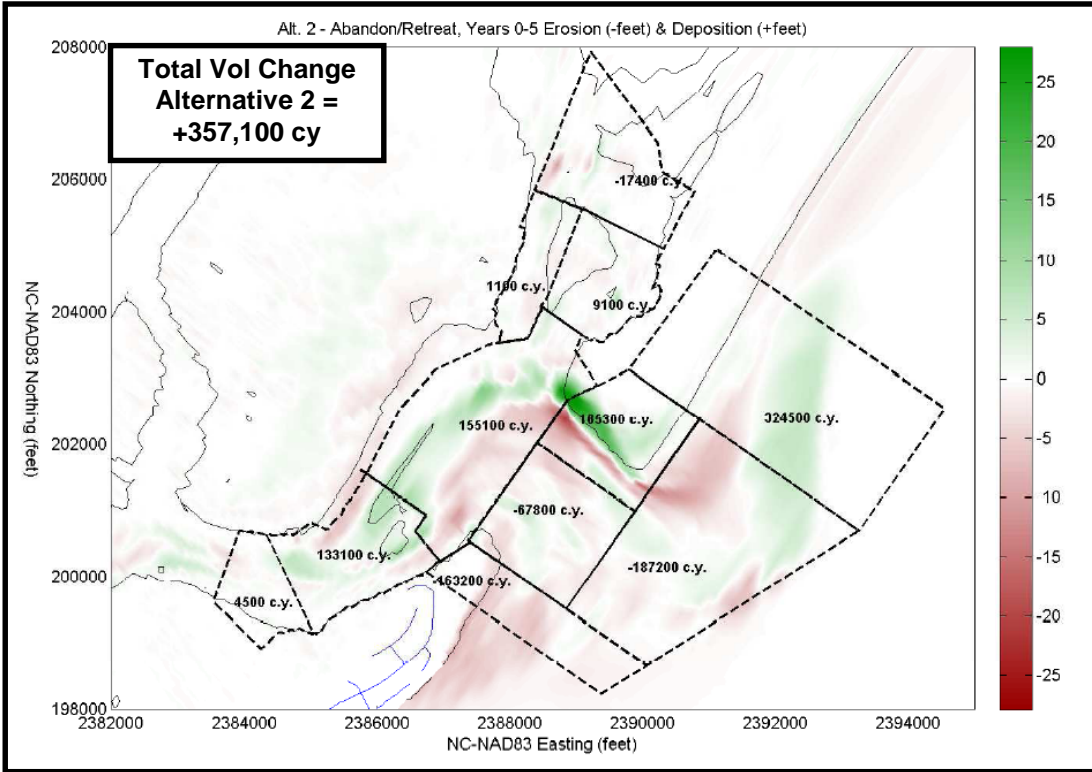 Alt. 2 - Abandon/Retreat, Years 0-5 Erosion (-feet) & Deposition (+feet)
Total Vol Change
Alternative 2 =
+357,100 cy
208000
206000
204000
202000
200000
198000
NC-NAD83 Northing (feet)
-17400 c.y.
1100 c.y.
9100 c.y.
324500 c.y.
165300 c.y.
155100 c.y.
-67800 c.y.
-187200 c.y.
133100 c.y.
-163200 c.y.
4500 c.y.
2382000
2384000
2386000
2388000
2390000
2392000
2394000
NC-NAD83 Easting (feet)
25
20
15
10
5
0
-5
-10
-15
-20
-25